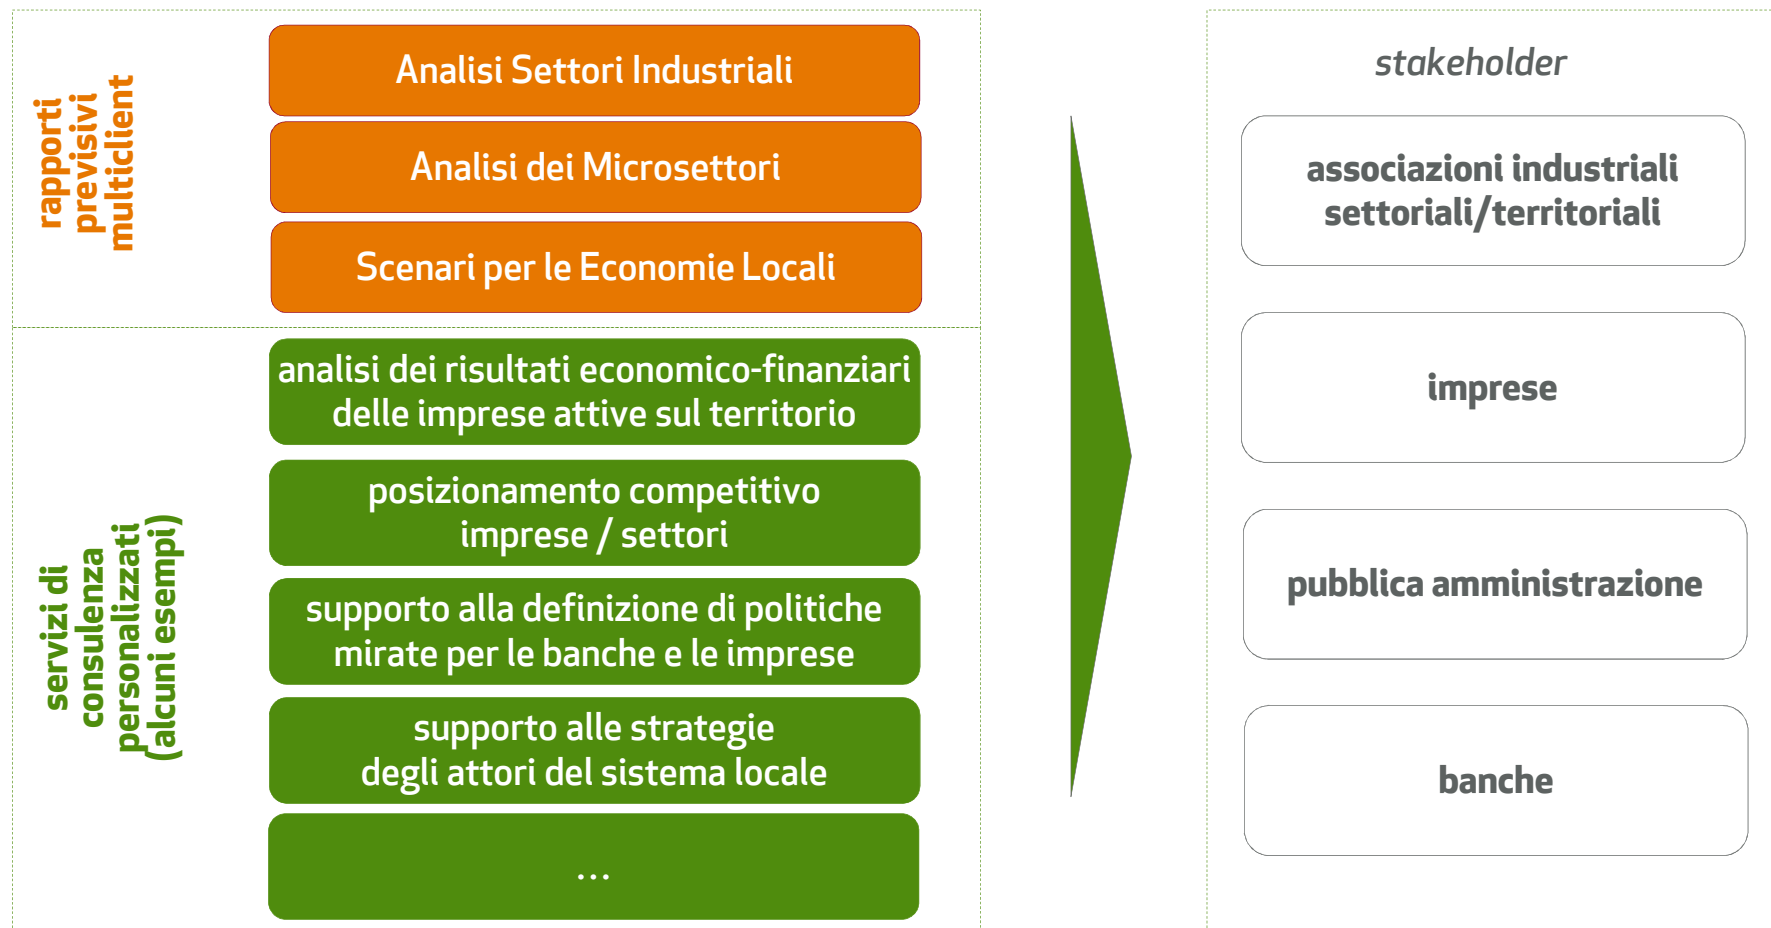 rapporti
previsivi
multiclient
Analisi Settori Industriali
Analisi dei Microsettori
Scenari per le Economie Locali
servizi di
consulenza
personalizzati
(alcuni esempi)
analisi dei risultati economico-finanziari
delle imprese attive sul territorio
posizionamento competitivo
imprese / settori
supporto alla definizione di politiche
mirate per le banche e le imprese
supporto alle strategie
degli attori del sistema locale
...
stakeholder
associazioni industriali
settoriali/territoriali
imprese
pubblica amministrazione
banche